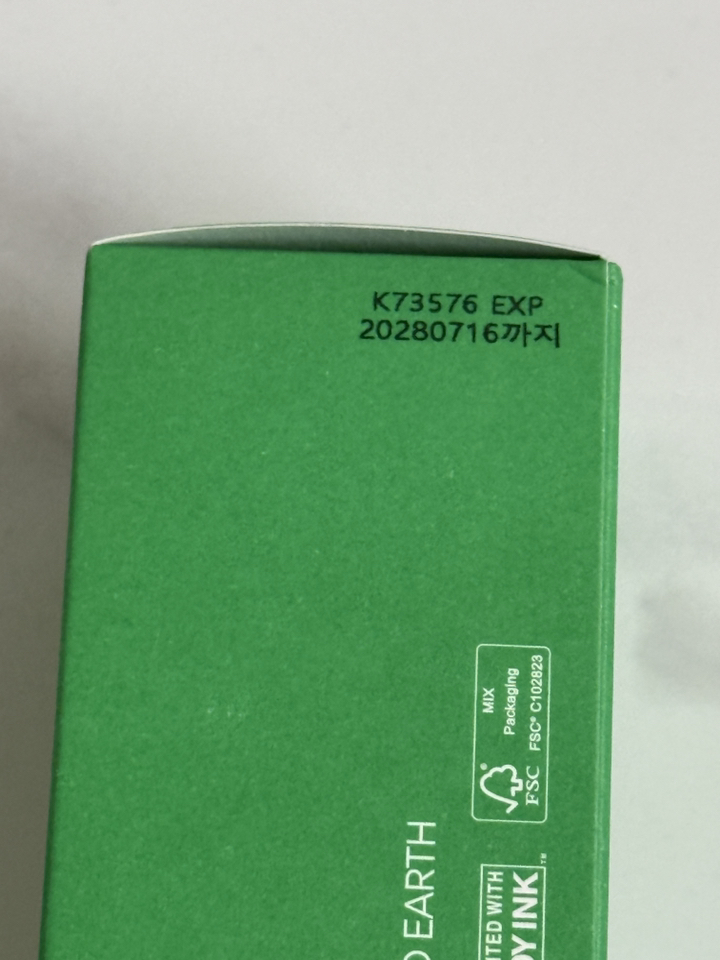 K73576 EXP
20280716까지
MIX
Packaging
FSC® C102823
FSC
EARTH
WITH
INK™